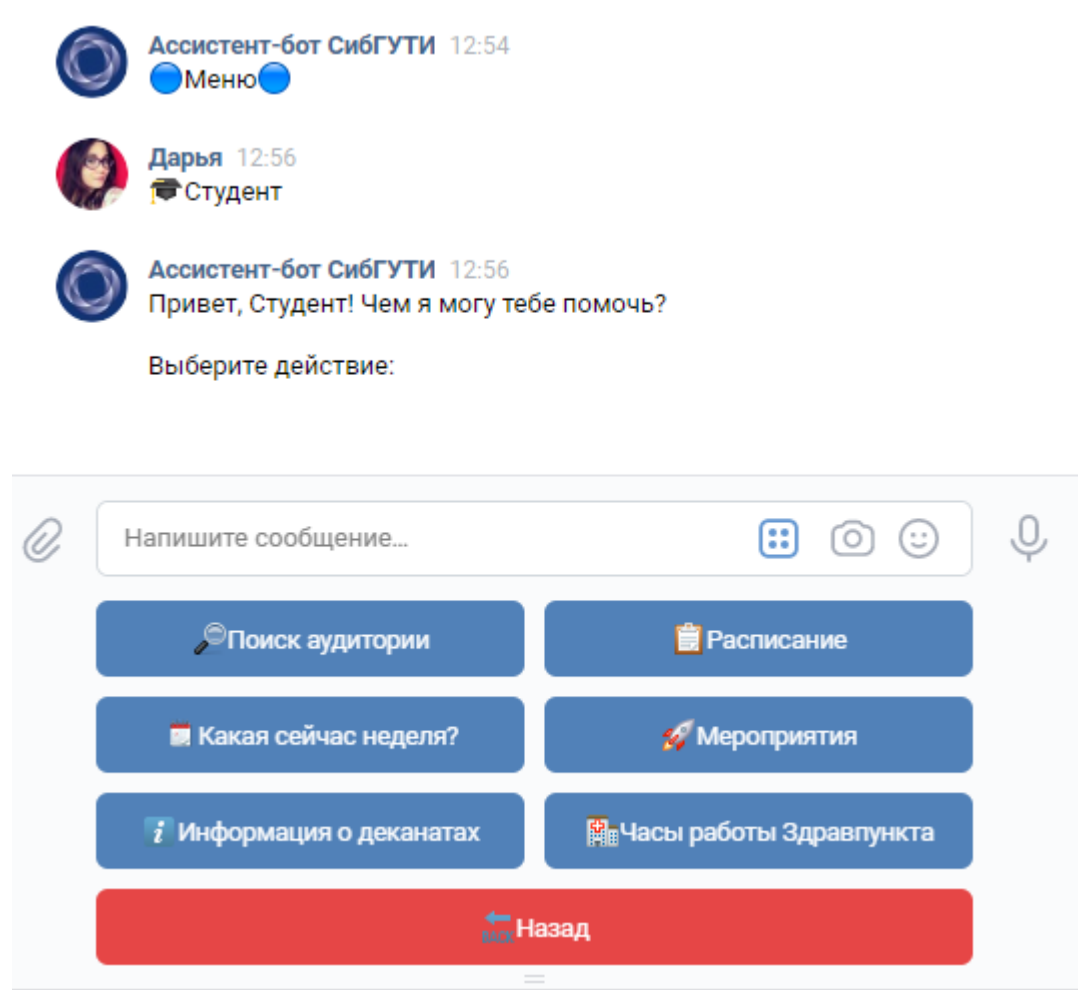 Ассистент-бот СибГУТИ 12:54
🔵Меню🔵
Дарья 12:56
🎓Студент
Ассистент-бот СибГУТИ 12:56
Привет, Студент! Чем я могу тебе помочь?
Выберите действие:
Напишите сообщение...
🔎Поиск аудитории
📋Расписание
🗓 Какая сейчас неделя?
🚀Мероприятия
ℹ Информация о деканатах
🏥Часы работы Здравпункта
🔙Назад